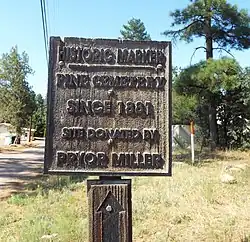 HISTORIC MARKER
PINE CEMETERY
SINCE 1881
SITE DONATED BY
PRYOR MILLER